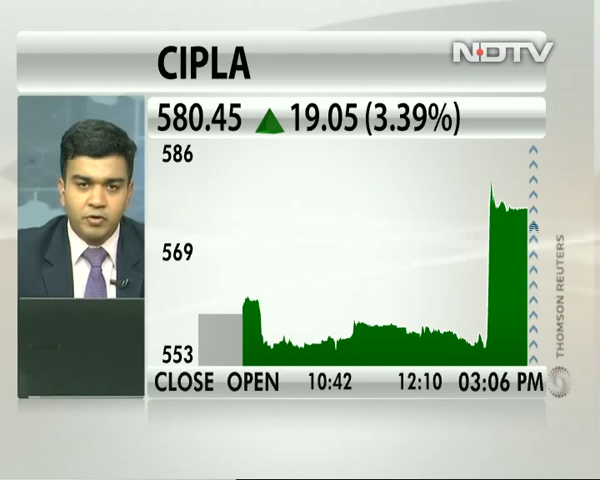 CIPLA
NDTV
580.45 ▲ 19.05 (3.39%)
586
569
553
CLOSE OPEN 10:42 12:10 03:06 PM
THOMSON REUTERS